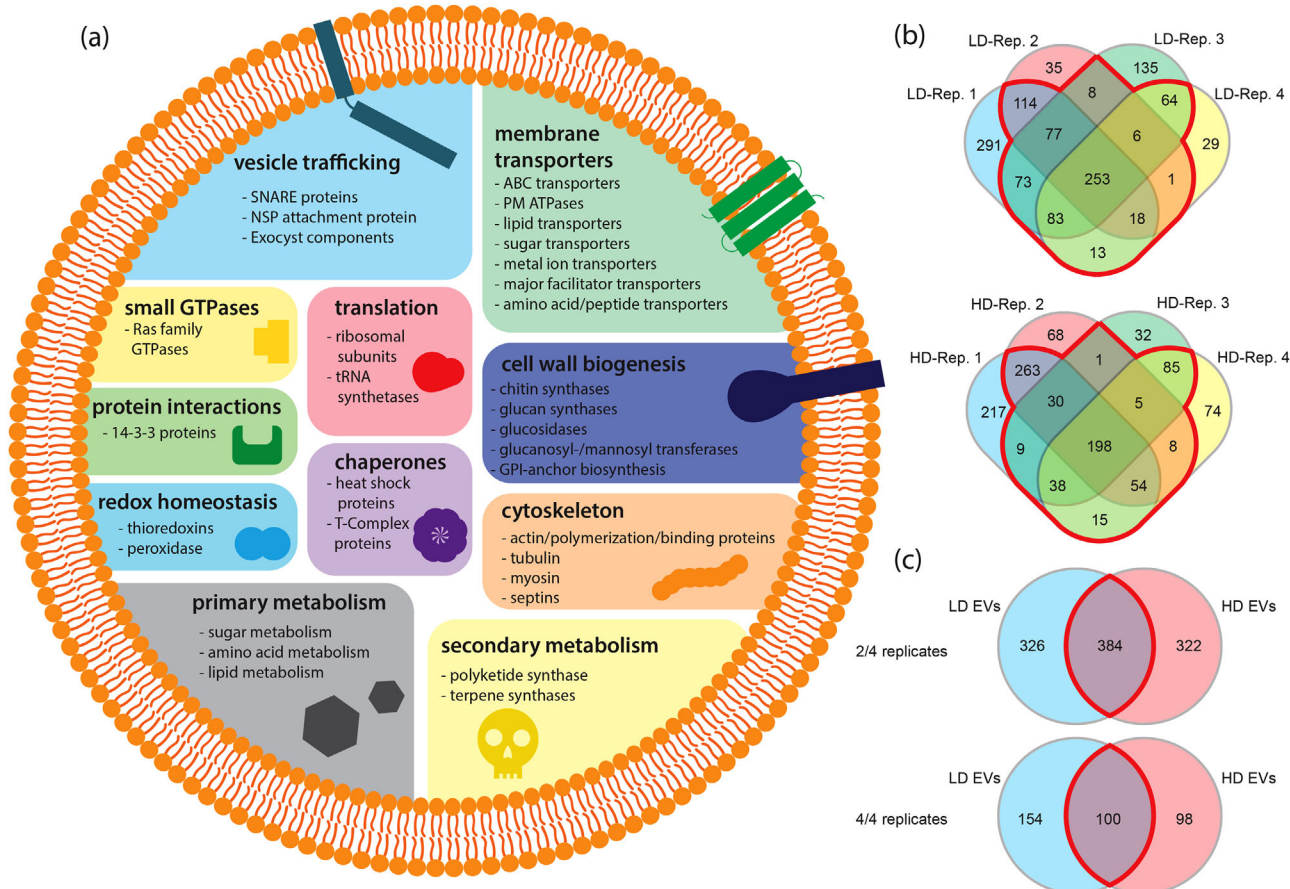 (a)
vesicle trafficking
- SNARE proteins
- NSP attachment protein
- Exocyst components
membrane
transporters
- ABC transporters
- PM ATPases
- lipid transporters
- sugar transporters
- metal ion transporters
- major facilitator transporters
- amino acid/peptide transporters
small GTPases
- Ras family
GTPases
translation
- ribosomal
subunits
- tRNA
synthetases
cell wall biogenesis
- chitin synthases
- glucan synthases
- glucosidases
- glucanosyl-/mannosyl transferases
- GPI-anchor biosynthesis
protein interactions
- 14-3-3 proteins
chaperones
- heat shock
proteins
- T-Complex
proteins
redox homeostasis
- thioredoxins
- peroxidase
cytoskeleton
- actin/polymerization/binding proteins
- tubulin
- myosin
- septins
primary metabolism
- sugar metabolism
- amino acid metabolism
- lipid metabolism
secondary metabolism
- polyketide synthase
- terpene synthases
(b)
LD-Rep. 2
LD-Rep. 3
LD-Rep. 1
LD-Rep. 4
35
135
114
8
64
77
6
291
29
73
253
1
83
18
13
HD-Rep. 2
HD-Rep. 3
HD-Rep. 1
HD-Rep. 4
68
32
263
1
85
30
5
217
74
9
198
8
38
54
15
(c)
LD EVs
HD EVs
326
384
322
2/4 replicates
LD EVs
HD EVs
154
100
98
4/4 replicates